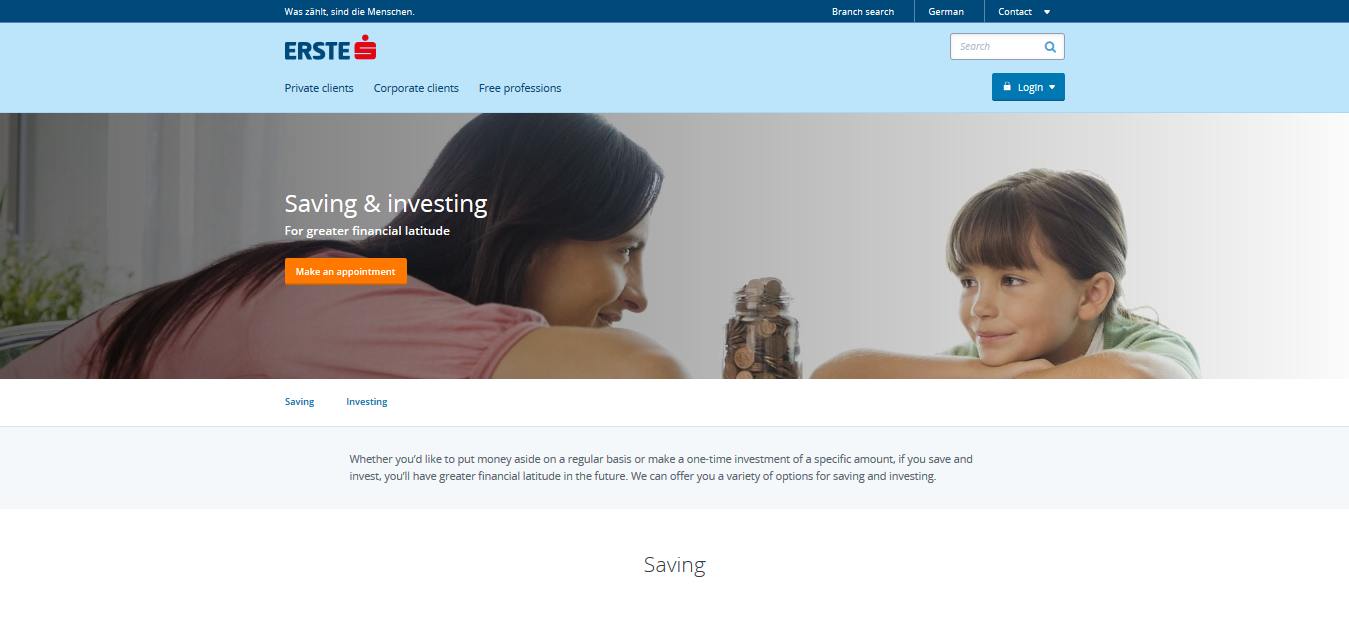 Was zählt, sind die Menschen.
Branch search
German
Contact
ERSTE
Search
Private clients
Corporate clients
Free professions
Login
Saving & investing
For greater financial latitude
Make an appointment
Saving
Investing
Whether you'd like to put money aside on a regular basis or make a one-time investment of a specific amount, if you save and
invest, you'll have greater financial latitude in the future. We can offer you a variety of options for saving and investing.
Saving